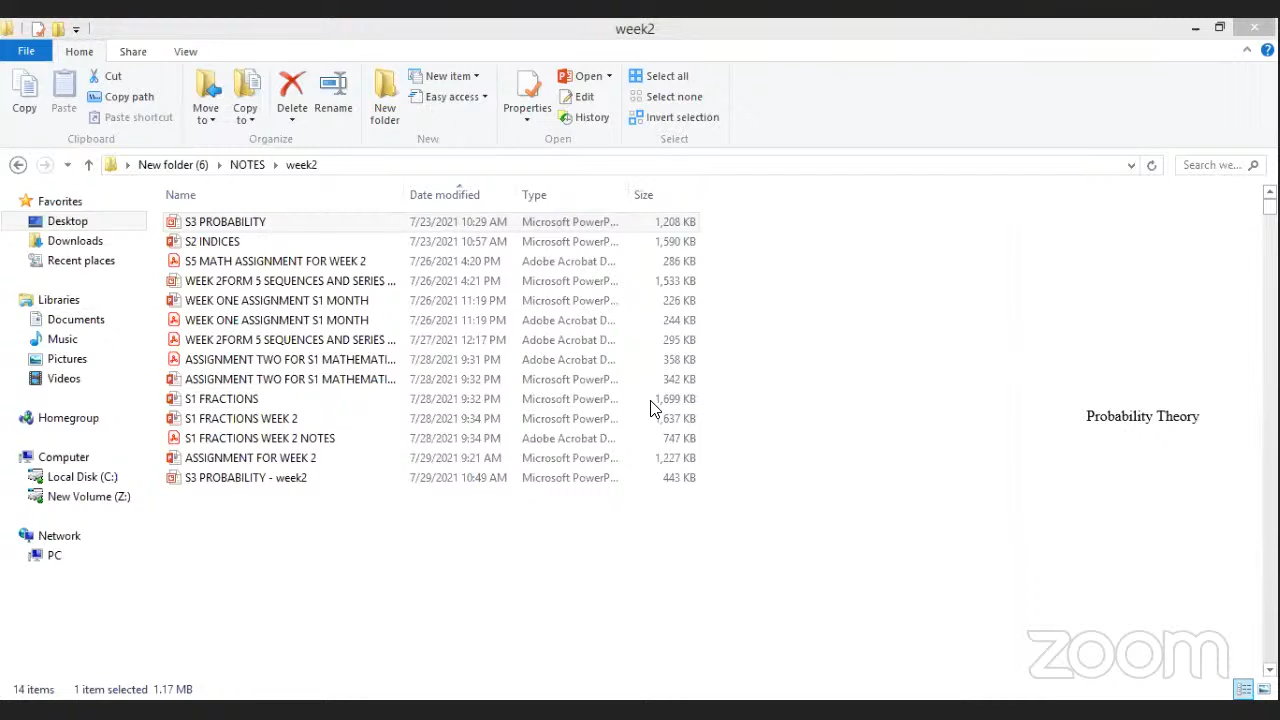 week2
File Home Share View
Copy Paste Cut Copy path Paste shortcut Move to Copy to Delete Rename New folder New item Easy access Properties Open Edit History Select all Select none Invert selection
Clipboard Organize New Open Select
New folder (6) NOTES week2 Search we...
Name Date modified Type Size
Favorites
Desktop
Downloads
Recent places
Libraries
Documents
Music
Pictures
Videos
Homegroup
Computer
Local Disk (C:)
New Volume (Z:)
Network
PC
S3 PROBABILITY 7/23/2021 10:29 AM Microsoft PowerP... 1,208 KB
S2 INDICES 7/23/2021 10:57 AM Microsoft PowerP... 1,590 KB
S5 MATH ASSIGNMENT FOR WEEK 2 7/26/2021 4:20 PM Adobe Acrobat D... 286 KB
WEEK 2FORM 5 SEQUENCES AND SERIES ... 7/26/2021 4:21 PM Microsoft PowerP... 1,533 KB
WEEK ONE ASSIGNMENT S1 MONTH 7/26/2021 11:19 PM Microsoft PowerP... 226 KB
WEEK ONE ASSIGNMENT S1 MONTH 7/26/2021 11:19 PM Adobe Acrobat D... 244 KB
WEEK 2FORM 5 SEQUENCES AND SERIES ... 7/27/2021 12:17 PM Adobe Acrobat D... 295 KB
ASSIGNMENT TWO FOR S1 MATHEMATI... 7/28/2021 9:31 PM Adobe Acrobat D... 358 KB
ASSIGNMENT TWO FOR S1 MATHEMATI... 7/28/2021 9:32 PM Microsoft PowerP... 342 KB
S1 FRACTIONS 7/28/2021 9:32 PM Microsoft PowerP... 1,699 KB
S1 FRACTIONS WEEK 2 7/28/2021 9:34 PM Microsoft PowerP... ,637 KB
S1 FRACTIONS WEEK 2 NOTES 7/28/2021 9:34 PM Adobe Acrobat D... 747 KB
ASSIGNMENT FOR WEEK 2 7/29/2021 9:21 AM Microsoft PowerP... 1,227 KB
S3 PROBABILITY - week2 7/29/2021 10:49 AM Microsoft PowerP... 443 KB
Probability Theory
zoom
14 items 1 item selected 1.17 MB